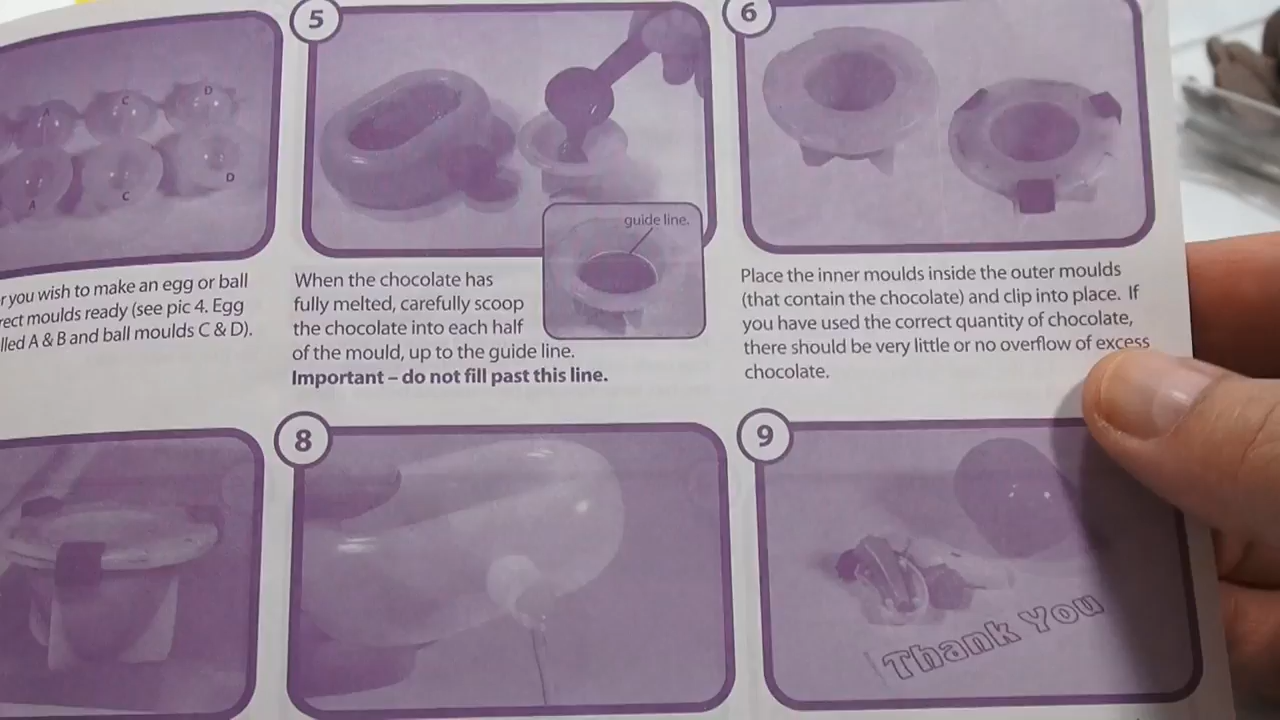 A
C
D
A
C
D
r you wish to make an egg or ball
rect moulds ready (see pic 4. Egg
lled A & B and ball moulds C & D).
5
guide line.
When the chocolate has
fully melted, carefully scoop
the chocolate into each half
of the mould, up to the guide line.
Important – do not fill past this line.
6
Place the inner moulds inside the outer moulds
(that contain the chocolate) and clip into place. If
you have used the correct quantity of chocolate,
there should be very little or no overflow of excess
chocolate.
8
9
Thank You